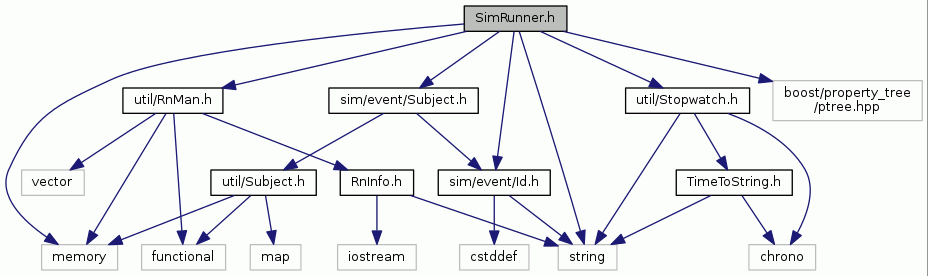 SimRunner.h
util/RnMan.h
sim/event/Subject.h
util/Stopwatch.h
boost/property_tree
/ptree.hpp
vector
util/Subject.h
RnInfo.h
sim/event/Id.h
TimeToString.h
memory
functional
map
iostream
cstddef
string
chrono